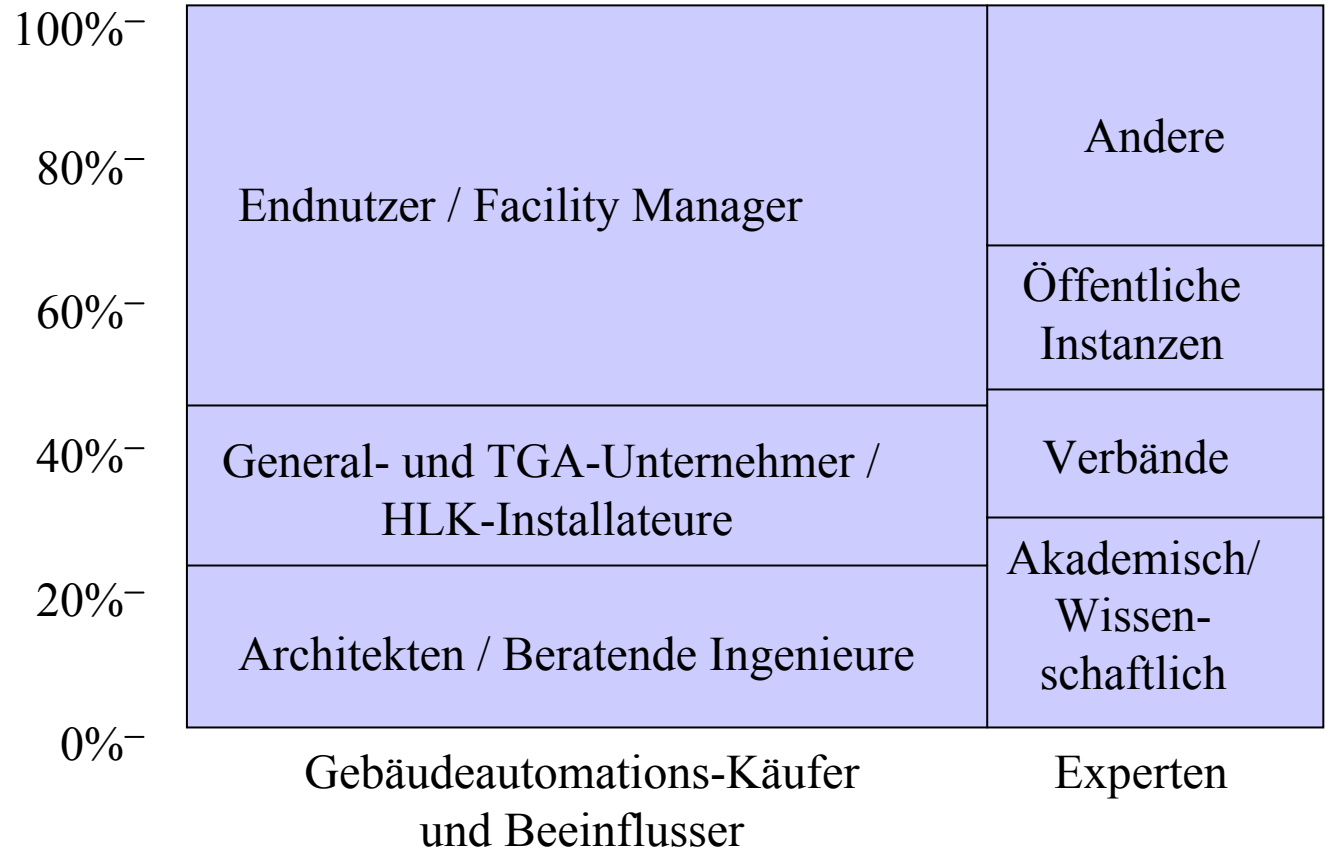 100%
80%
60%
40%
20%
0%
Endnutzer / Facility Manager
General- und TGA-Unternehmer /
HLK-Installateure
Architekten / Beratende Ingenieure
Andere
Öffentliche
Instanzen
Verbände
Akademisch/
Wissen-
schaftlich
Gebäudeautomations-Käufer
und Beeinflusser
Experten